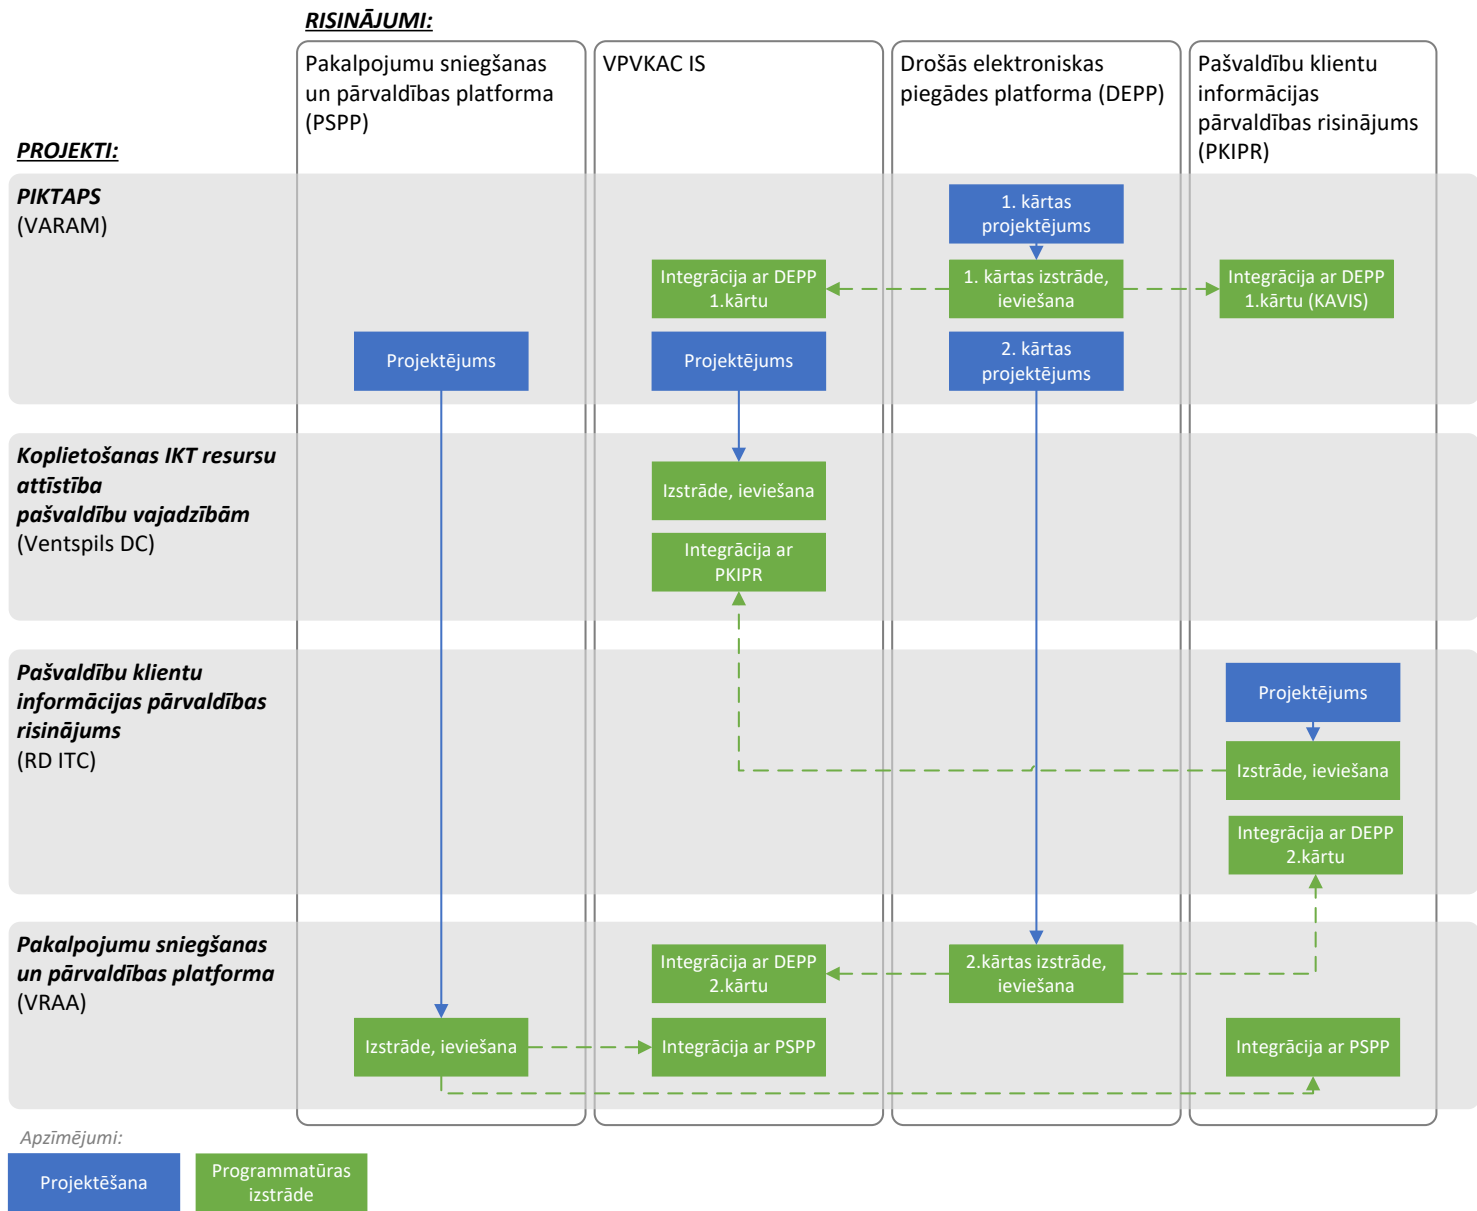 RISINĀJUMI:
Pakalpojumu sniegšanas
un pārvaldības platforma
(PSPP)
VPVKAC IS
Drošās elektroniskas
piegādes platforma (DEPP)
Pašvaldību klientu
informācijas
pārvaldības risinājums
(PKIPR)
PROJEKTI:
PIKTAPS
(VARAM)
1. kārtas
projektējums
Integrācija ar DEPP
1.kārtu
1. kārtas izstrāde,
ieviešana
Integrācija ar DEPP
1.kārtu (KAVIS)
Projektējums
Projektējums
2. kārtas
projektējums
Koplietošanas IKT resursu
attīstība
pašvaldību vajadzībām
(Ventspils DC)
Izstrāde, ieviešana
Integrācija ar
PKIPR
Pašvaldību klientu
informācijas pārvaldības
risinājums
(RD ITC)
Projektējums
Izstrāde, ieviešana
Integrācija ar DEPP
2.kārtu
Pakalpojumu sniegšanas
un pārvaldības platforma
(VRAA)
Integrācija ar DEPP
2.kārtu
2.kārtas izstrāde,
ieviešana
Izstrāde, ieviešana
Integrācija ar PSPP
Integrācija ar PSPP
Apzīmējumi:
Projektēšana
Programmatūras
izstrāde